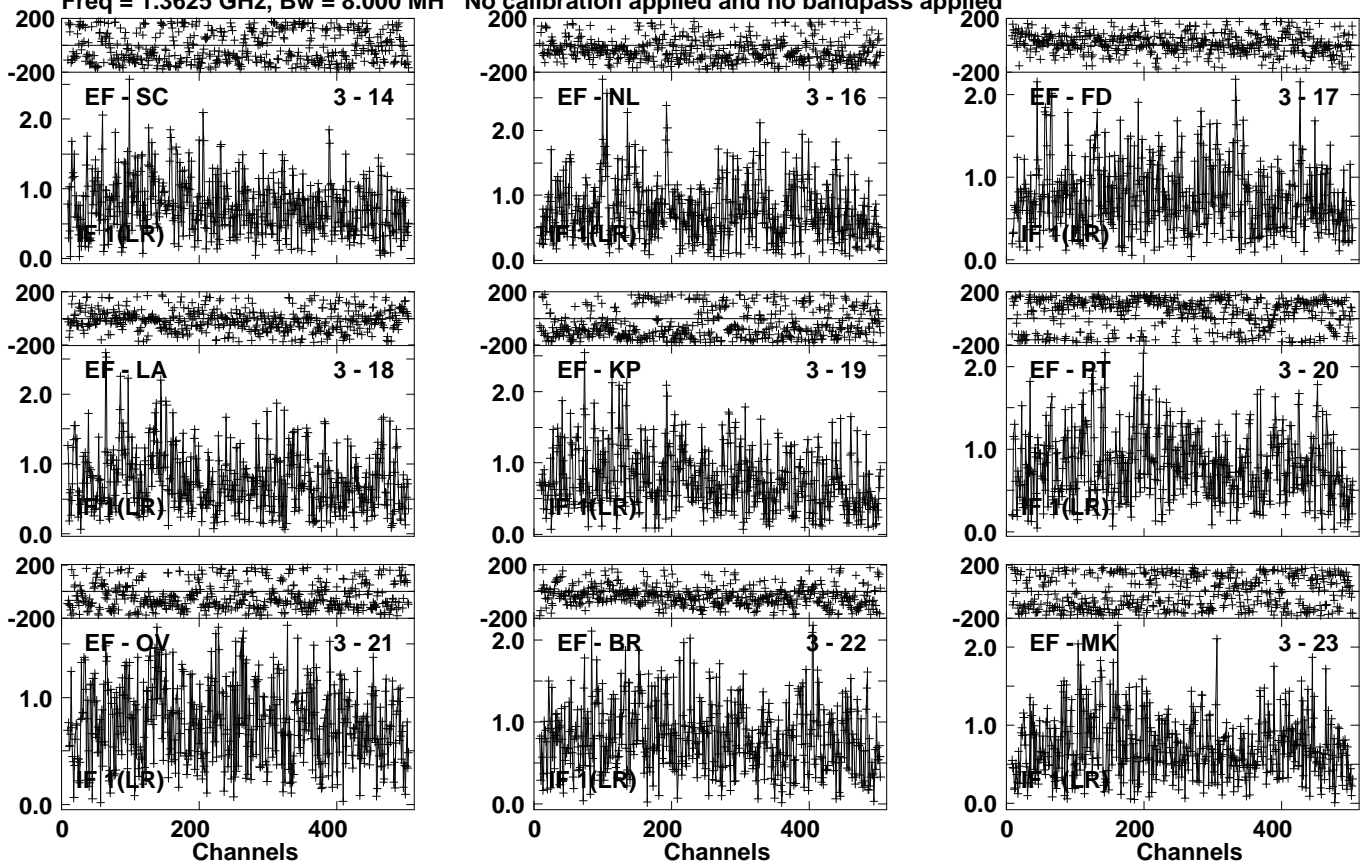 Freq = 1.3625 GHz, Bw = 8.000 MH No calibration applied and no bandpass applied
200
-200
EF - SC 3 - 14
2.0
1.0
IF 1(LR)
0.0
EF - NL 3 - 16
2.0
1.0
IF 1(LR)
0.0
200
-200
EF - FD 3 - 17
2.0
1.0
IF 1(LR)
0.0
200
-200
EF - LA 3 - 18
2.0
1.0
IF 1(LR)
0.0
200
-200
EF - KP 3 - 19
2.0
1.0
IF 1(LR)
0.0
200
-200
EF - PT 3 - 20
2.0
1.0
IF 1(LR)
0.0
200
-200
EF - OV 3 - 21
1.0
IF 1(LR)
0.0
0 200 400
Channels
200
-200
EF - BR 3 - 22
2.0
1.0
IF 1(LR)
0.0
0 200 400
Channels
200
-200
EF - MK 3 - 23
2.0
1.0
IF 1(LR)
0.0
0 200 400
Channels